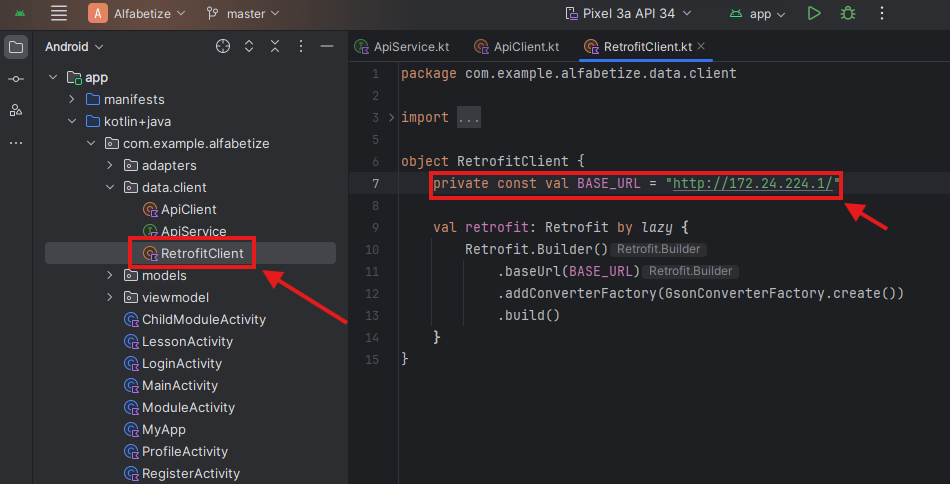 A Alfabetize master Pixel 3a API 34 app
Android
ApiService.kt ApiClient.kt RetrofitClient.kt
app
manifests
kotlin+java
com.example.alfabetize
adapters
data.client
ApiClient
ApiService
RetrofitClient
models
viewmodel
ChildModuleActivity
LessonActivity
LoginActivity
MainActivity
ModuleActivity
MyApp
ProfileActivity
RegisterActivity
1 package com.example.alfabetize.data.client
2
3 import ...
5
6 object RetrofitClient {
7 private const val BASE_URL = "http://172.24.224.1/"
8
9 val retrofit: Retrofit by lazy {
10 Retrofit.Builder() Retrofit.Builder
11 .baseUrl(BASE_URL) Retrofit.Builder
12 .addConverterFactory(GsonConverterFactory.create())
13 .build()
14 }
15 }